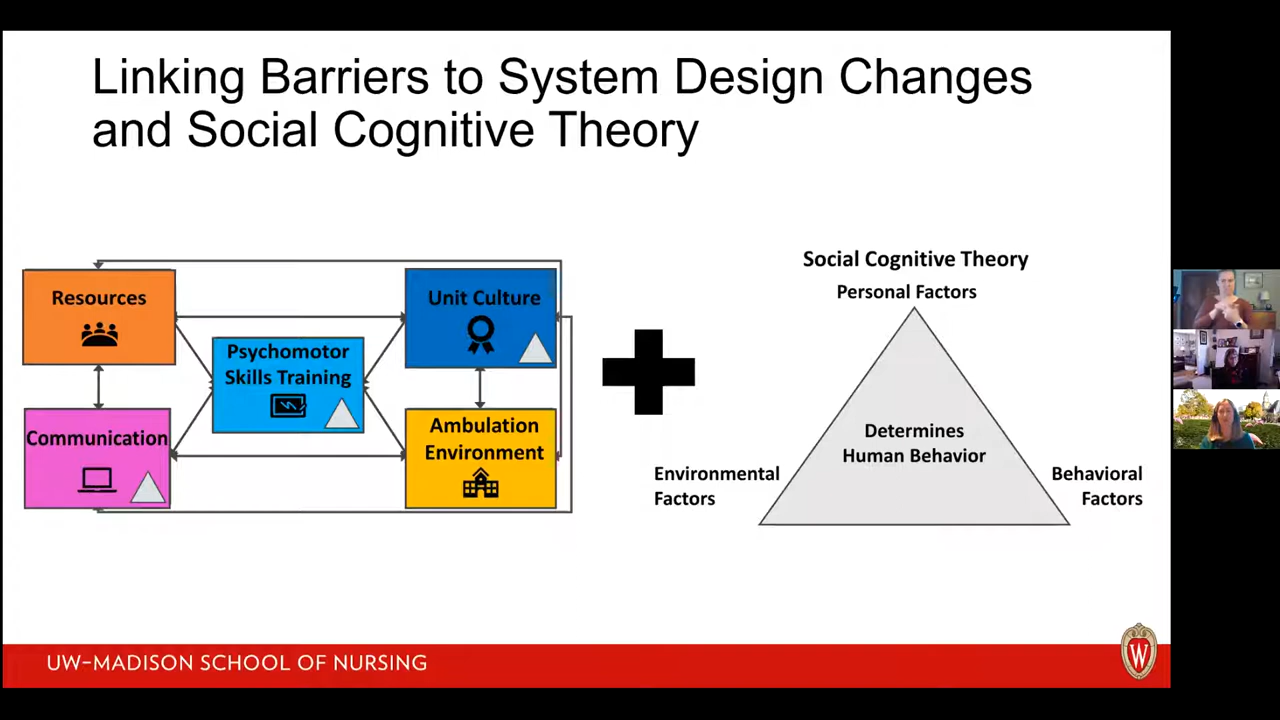 Linking Barriers to System Design Changes
and Social Cognitive Theory
Resources
Unit Culture
Psychomotor
Skills Training
Communication
Ambulation
Environment
Social Cognitive Theory
Personal Factors
Determines
Human Behavior
Environmental
Factors
Behavioral
Factors
UW–MADISON SCHOOL OF NURSING
W